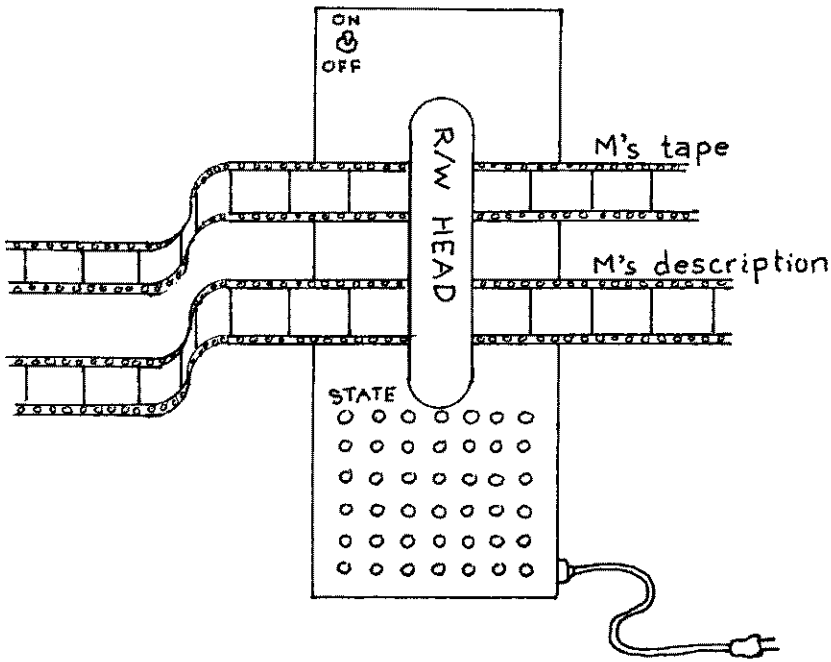 ON
OFF
R/W HEAD
M's tape
M's description
STATE